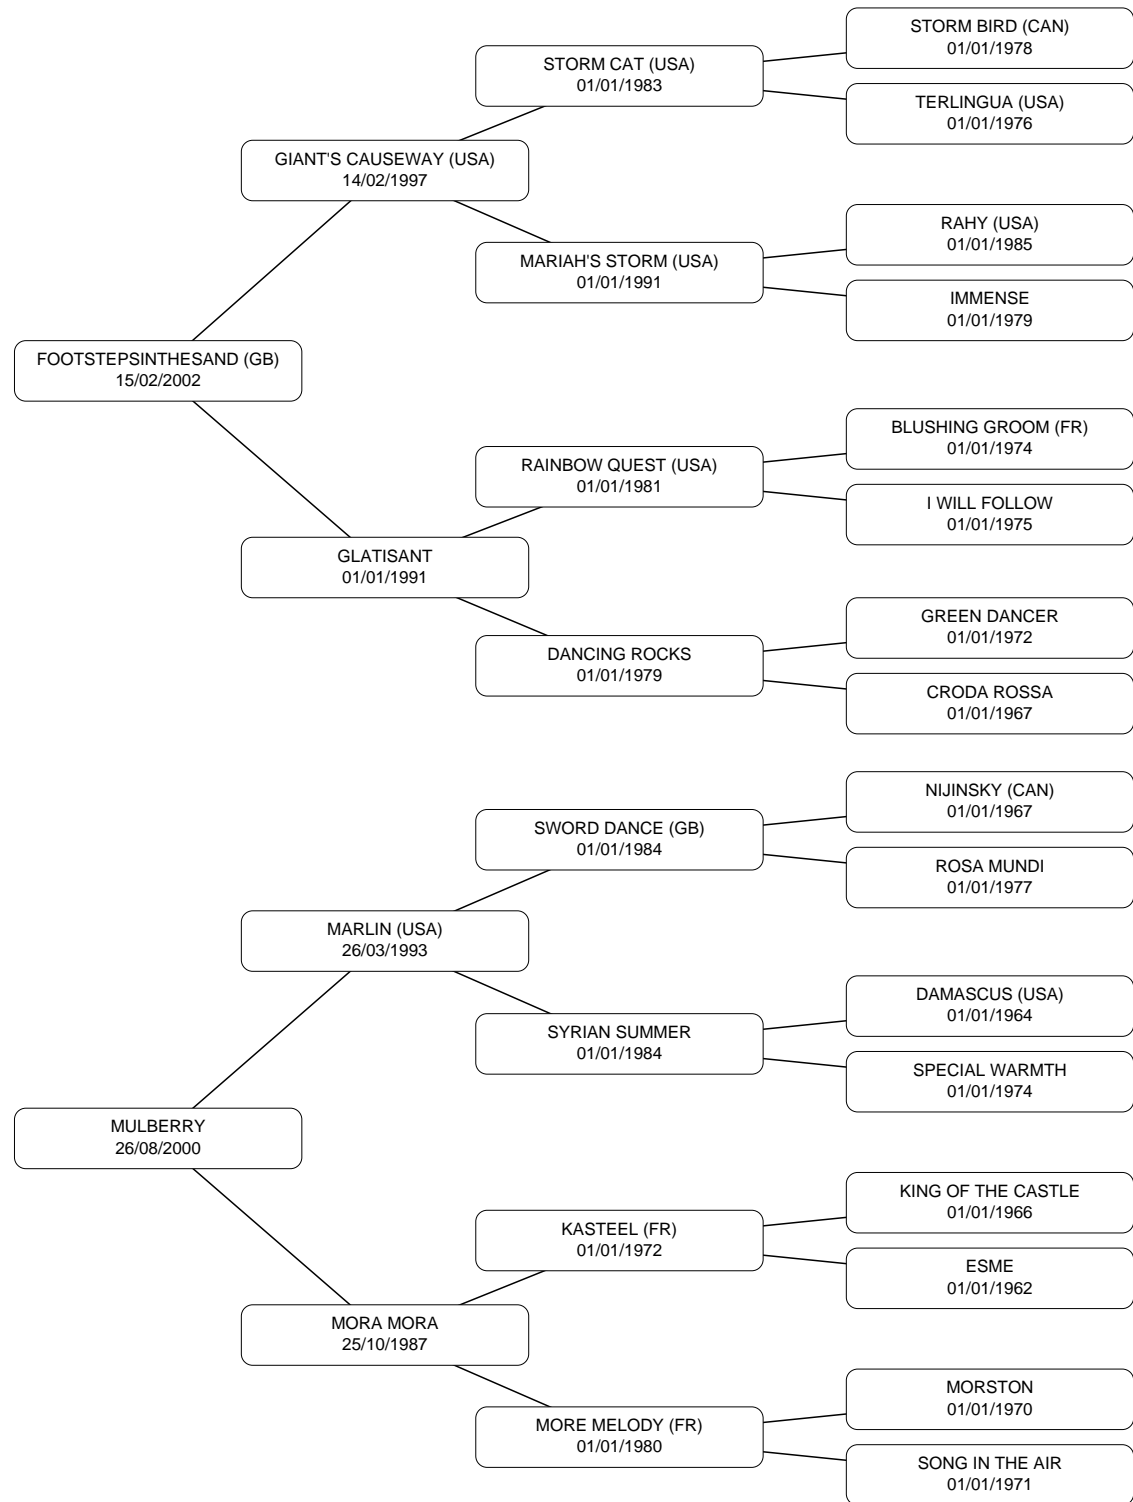 STORM BIRD (CAN)
01/01/1978
STORM CAT (USA)
01/01/1983
TERLINGUA (USA)
01/01/1976
GIANT'S CAUSEWAY (USA)
14/02/1997
RAHY (USA)
01/01/1985
MARIAH'S STORM (USA)
01/01/1991
IMMENSE
01/01/1979
FOOTSTEPSINTHESAND (GB)
15/02/2002
BLUSHING GROOM (FR)
01/01/1974
RAINBOW QUEST (USA)
01/01/1981
I WILL FOLLOW
01/01/1975
GLATISANT
01/01/1991
GREEN DANCER
01/01/1972
DANCING ROCKS
01/01/1979
CRODA ROSSA
01/01/1967
NIJINSKY (CAN)
01/01/1967
SWORD DANCE (GB)
01/01/1984
ROSA MUNDI
01/01/1977
MARLIN (USA)
26/03/1993
DAMASCUS (USA)
01/01/1964
SYRIAN SUMMER
01/01/1984
SPECIAL WARMTH
01/01/1974
MULBERRY
26/08/2000
KING OF THE CASTLE
01/01/1966
KASTEEL (FR)
01/01/1972
ESME
01/01/1962
MORA MORA
25/10/1987
MORSTON
01/01/1970
MORE MELODY (FR)
01/01/1980
SONG IN THE AIR
01/01/1971